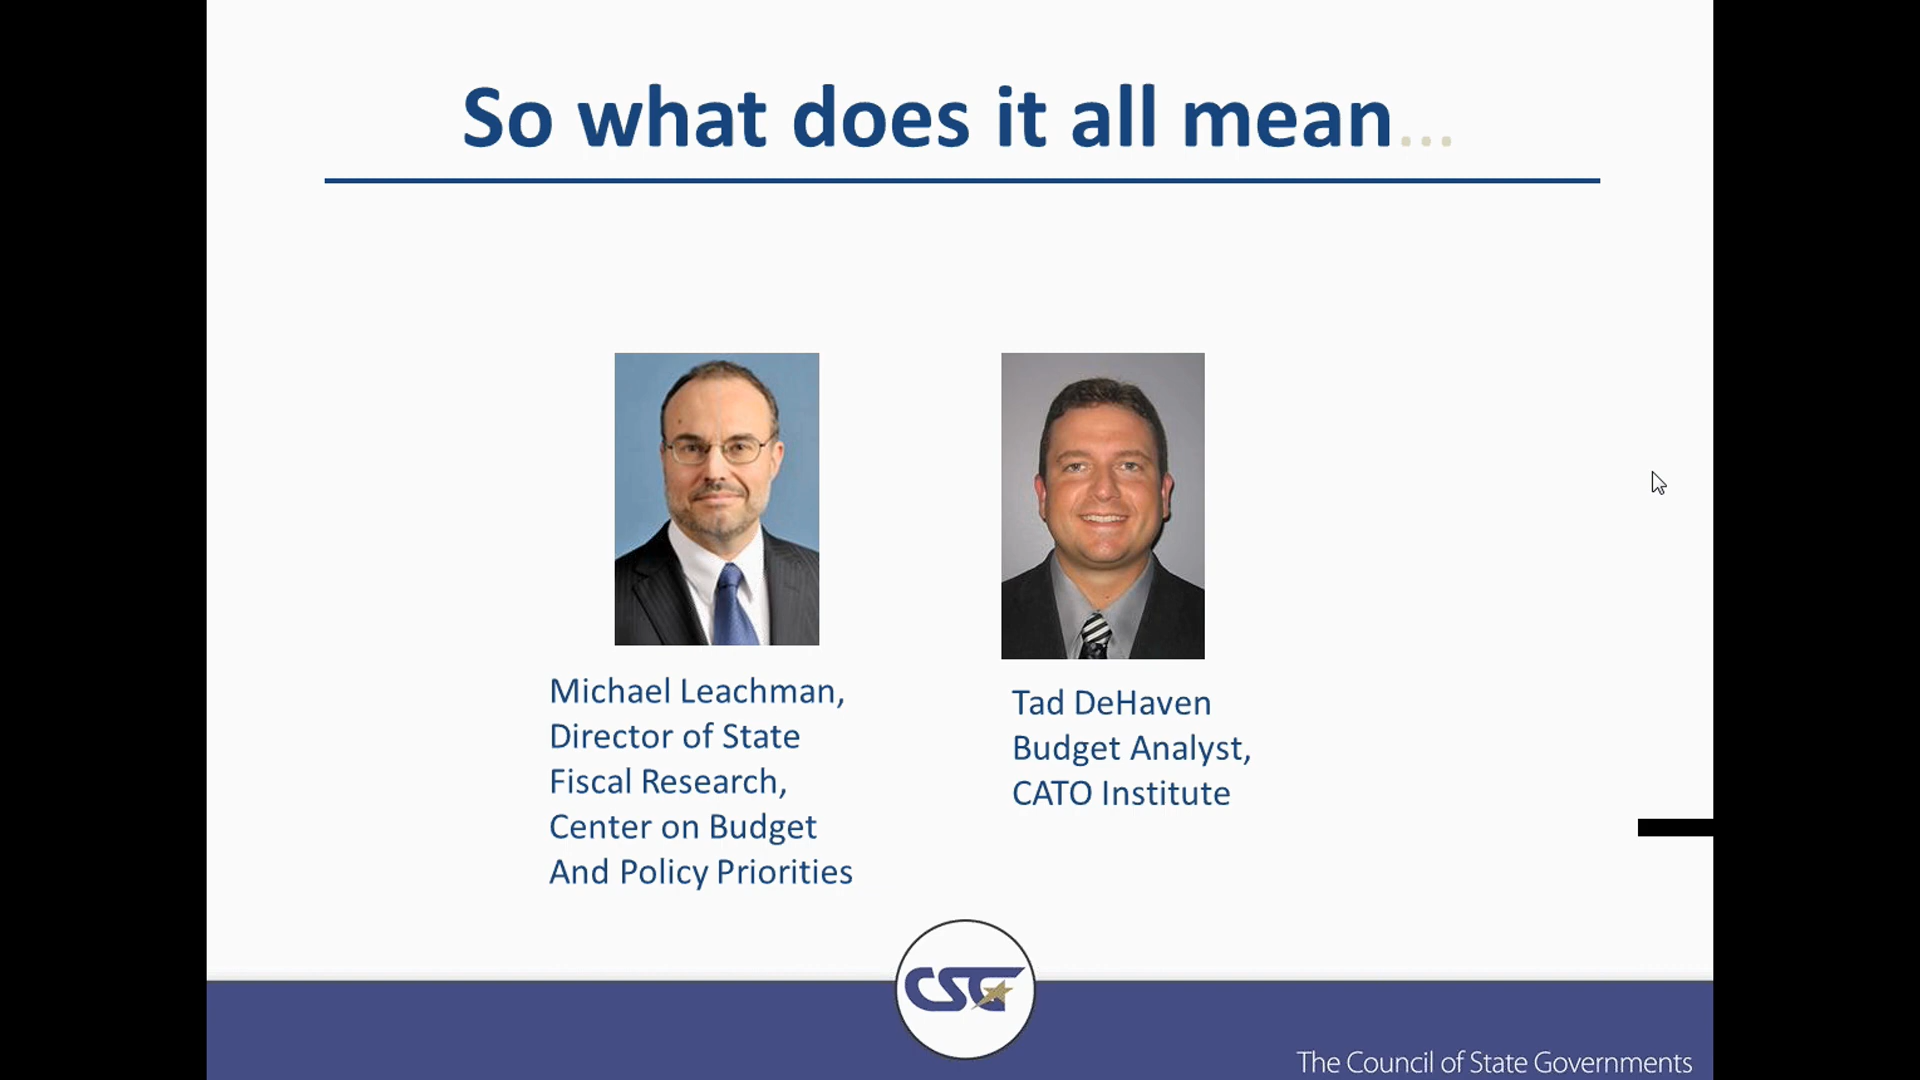 So what does it all mean...
Michael Leachman,
Director of State
Fiscal Research,
Center on Budget
And Policy Priorities
Tad DeHaven
Budget Analyst,
CATO Institute
CSG
The Council of State Governments